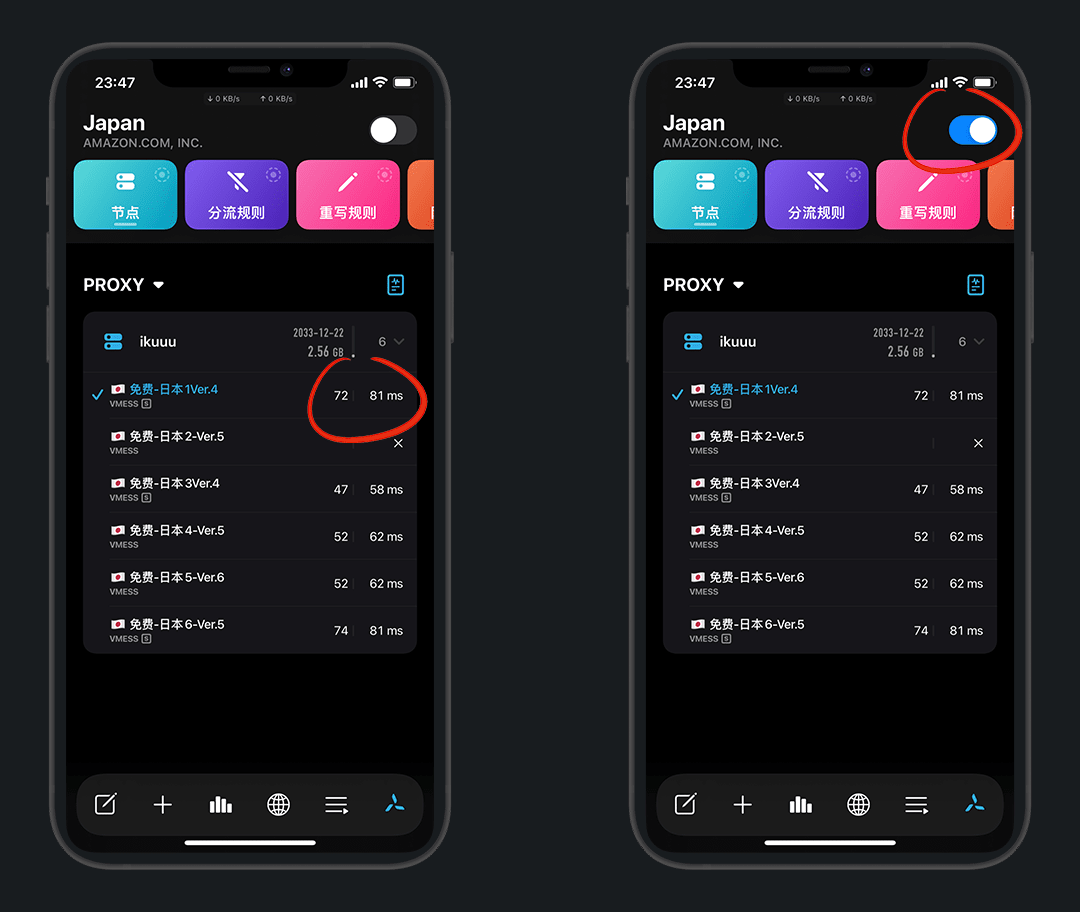 23:47
↓ 0 KB/s ↑ 0 KB/s
Japan
AMAZON.COM, INC.
节点 分流规则 重写规则
PROXY
ikuuu 2033-12-22 6
2.56 GB
免费-日本1Ver.4 72 81 ms
VMESS S
免费-日本2-Ver.5
VMESS
免费-日本3Ver.4 47 58 ms
VMESS S
免费-日本4-Ver.5 52 62 ms
VMESS
免费-日本5-Ver.6 52 62 ms
VMESS
免费-日本6-Ver.5 74 81 ms
VMESS S
23:47
↓ 0 KB/s ↑ 0 KB/s
Japan
AMAZON.COM, INC.
节点 分流规则 重写规则
PROXY
ikuuu 2033-12-22 6
2.56 GB
免费-日本1Ver.4 72 81 ms
VMESS S
免费-日本2-Ver.5
VMESS
免费-日本3Ver.4 47 58 ms
VMESS S
免费-日本4-Ver.5 52 62 ms
VMESS
免费-日本5-Ver.6 52 62 ms
VMESS
免费-日本6-Ver.5 74 81 ms
VMESS S